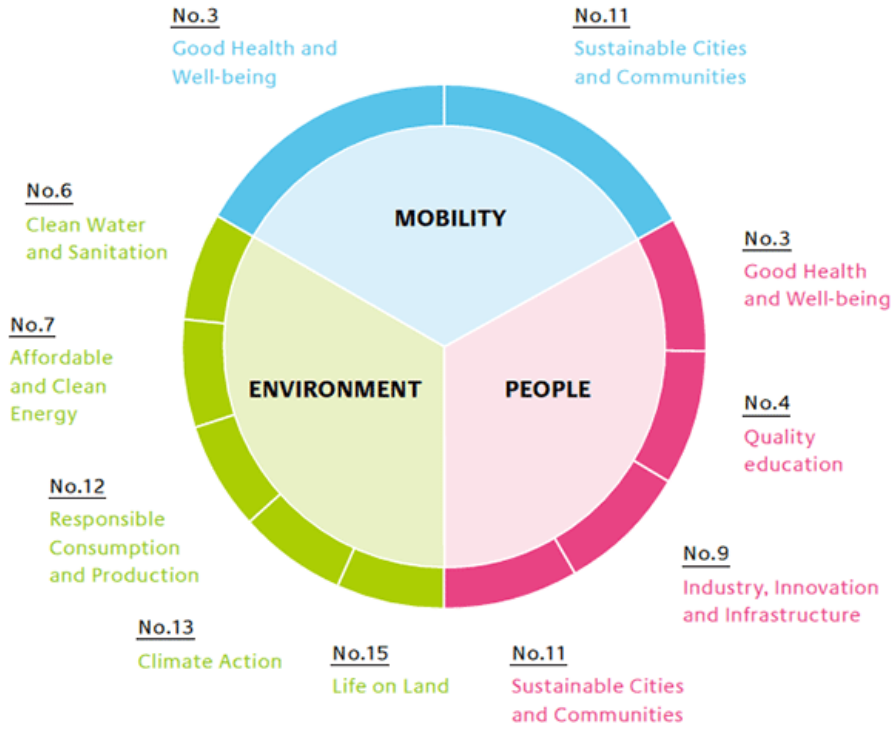 No.3
Good Health and
Well-being
No.11
Sustainable Cities
and Communities
No.6
Clean Water
and Sanitation
MOBILITY
No.3
Good Health
and Well-being
No.7
Affordable
and Clean
Energy
ENVIRONMENT
PEOPLE
No.4
Quality
education
No.12
Responsible
Consumption
and Production
No.9
Industry, Innovation
and Infrastructure
No.13
Climate Action
No.15
Life on Land
No.11
Sustainable Cities
and Communities